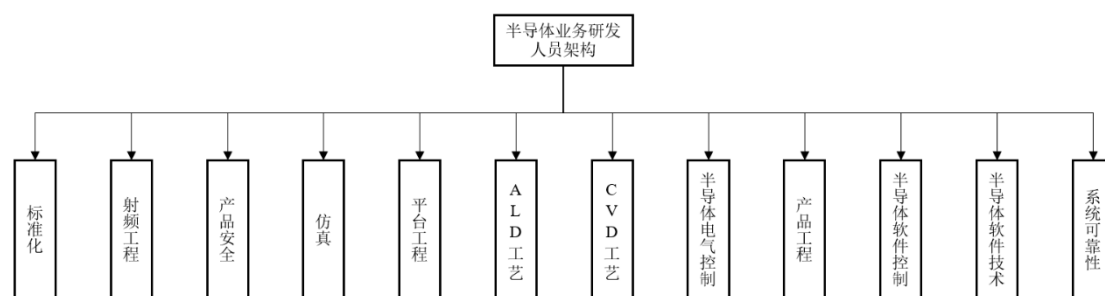 半导体业务研发
人员架构
标准化
射频工程
产品安全
仿真
平台工程
ALD工艺
CVD工艺
半导体电气控制
产品工程
半导体软件控制
半导体软件技术
系统可靠性